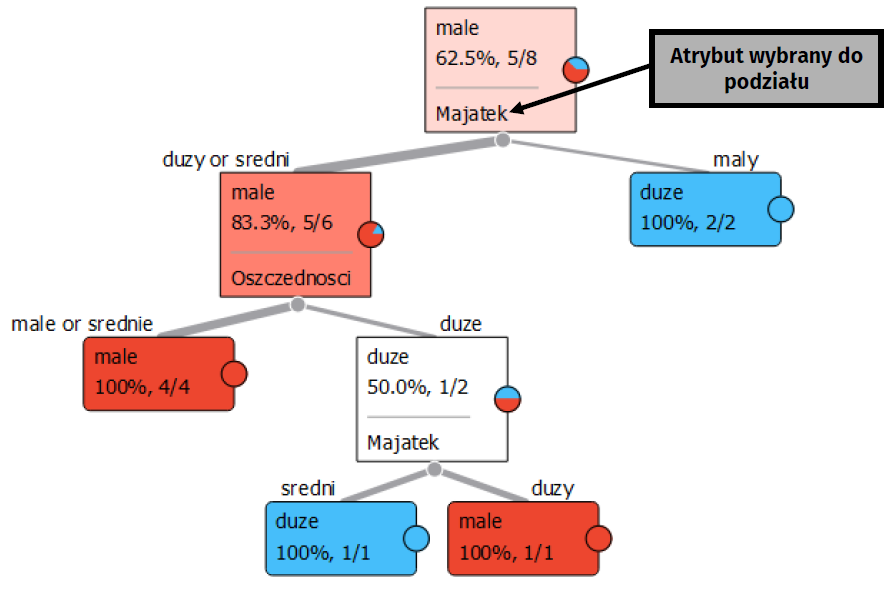 male
62.5%, 5/8
Majatek
Atrybut wybrany do
podziału
duzy or sredni
maly
male
83.3%, 5/6
Oszczednosci
duze
100%, 2/2
male or srednie
duze
male
100%, 4/4
duze
50.0%, 1/2
Majatek
sredni
duzy
duze
100%, 1/1
male
100%, 1/1